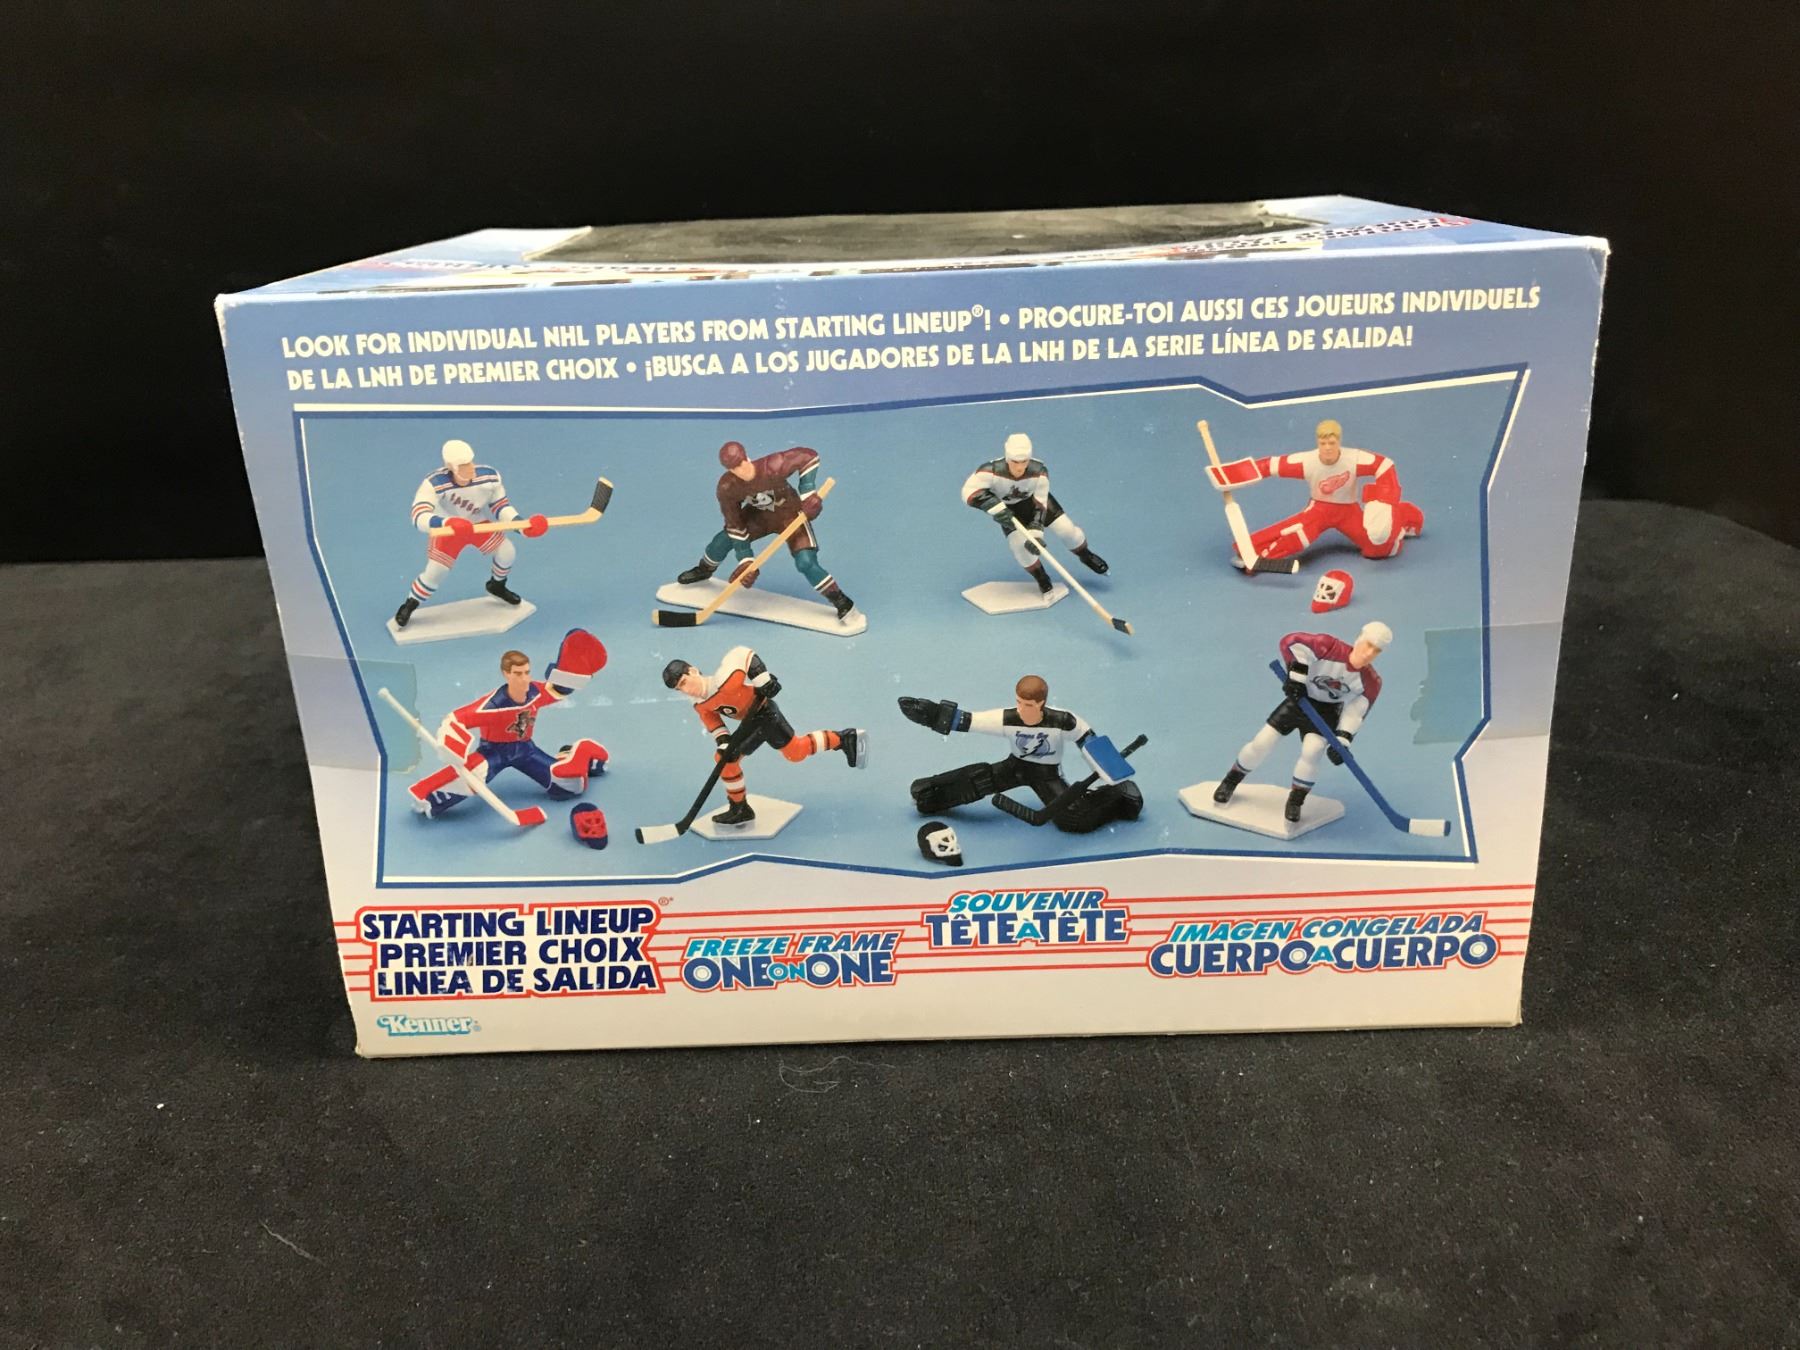 LOOK FOR INDIVIDUAL NHL PLAYERS FROM STARTING LINEUP®! • PROCURE-TOI AUSSI CES JOUEURS INDIVIDUELS
DE LA LNH DE PREMIER CHOIX • ¡BUSCA A LOS JUGADORES DE LA LNH DE LA SERIE LÍNEA DE SALIDA!
Tampa Bay
STARTING LINEUP®*
PREMIER CHOIX
LINEA DE SALIDA
FREEZE FRAME
ONE ON ONE
SOUVENIR
TÊTE À TÊTE
IMAGEN CONGELADA
CUERPO A CUERPO
Kenner